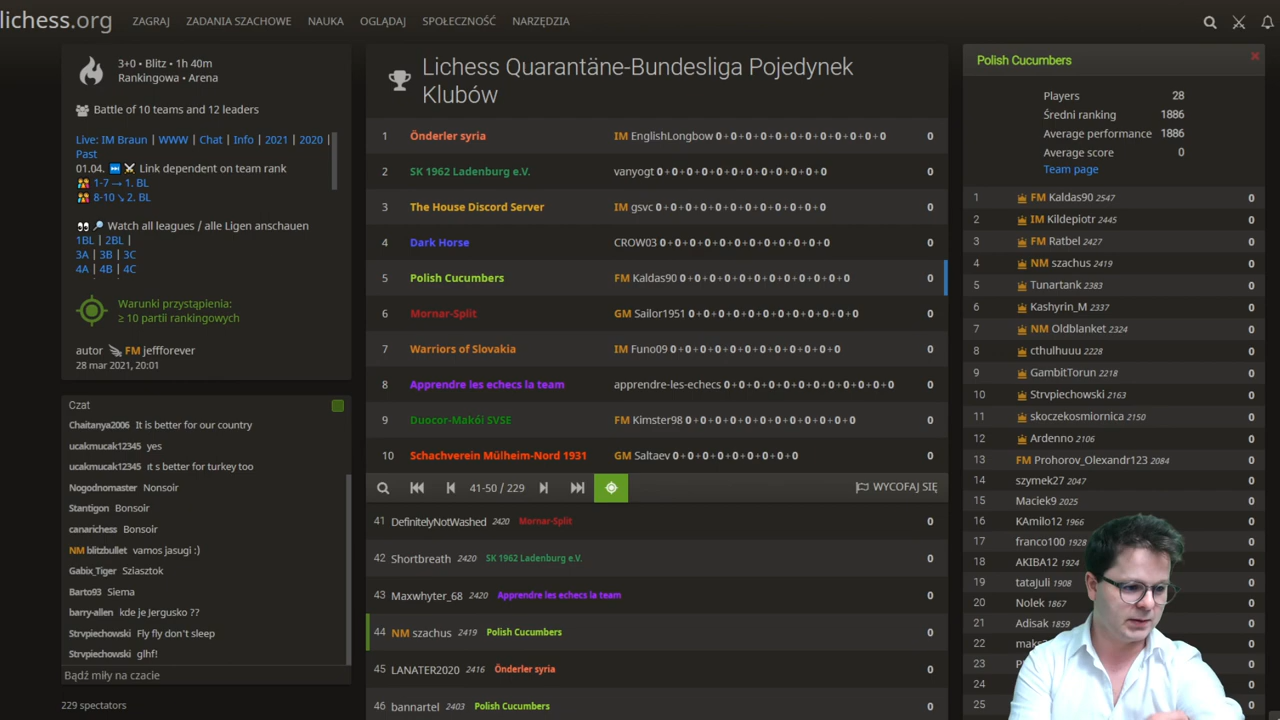 lichess.org ZAGRAJ ZADANIA SZACHOWE NAUKA OGLĄDAJ SPOŁECZNOŚĆ NARZĘDZIA
3+0 • Blitz • 1h 40m
Rankingowa • Arena
Battle of 10 teams and 12 leaders
Live: IM Braun | WWW | Chat | Info | 2021 | 2020 |
Past
01.04. ⏭️ ⚔️ Link dependent on team rank
1-7 → 1. BL
8-10 ↘ 2. BL
👀 🔎 Watch all leagues / alle Ligen anschauen
1BL | 2BL |
3A | 3B | 3C
4A | 4B | 4C
Warunki przystąpienia:
≥ 10 partii rankingowych
autor FM jeffforever
28 mar 2021, 20:01
Czat
Chaitanya2006 It is better for our country
ucakmucak12345 yes
ucakmucak12345 ıt s better for turkey too
Nogodnomaster Nonsoir
Stantigon Bonsoir
canarichess Bonsoir
NM blitzbullet vamos jasugi :)
Gabix_Tiger Sziasztok
Barto93 Siema
barry-allen kde je Jergusko ??
Strvpiechowski Fly fly don't sleep
Strvpiechowski glhf!
Bądź miły na czacie
229 spectators
Lichess Quarantäne-Bundesliga Pojedynek
Klubów
1 Önderler syria IM EnglishLongbow 0+0+0+0+0+0+0+0+0+0+0+0 0
2 SK 1962 Ladenburg e.V. vanyogt 0+0+0+0+0+0+0+0+0+0+0+0 0
3 The House Discord Server IM gsvc 0+0+0+0+0+0+0+0+0+0+0+0 0
4 Dark Horse CROW03 0+0+0+0+0+0+0+0+0+0+0+0 0
5 Polish Cucumbers FM Kaldas90 0+0+0+0+0+0+0+0+0+0+0+0 0
6 Mornar-Split GM Sailor1951 0+0+0+0+0+0+0+0+0+0+0+0 0
7 Warriors of Slovakia IM Funo09 0+0+0+0+0+0+0+0+0+0+0+0 0
8 Apprendre les echecs la team apprendre-les-echecs 0+0+0+0+0+0+0+0+0+0+0+0 0
9 Duocor-Makói SVSE FM Kimster98 0+0+0+0+0+0+0+0+0+0+0+0 0
10 Schachverein Mülheim-Nord 1931 GM Saltaev 0+0+0+0+0+0+0+0+0 0
41-50 / 229 WYCOFAJ SIĘ
41 DefinitelyNotWashed 2420 Mornar-Split 0
42 Shortbreath 2420 SK 1962 Ladenburg e.V. 0
43 Maxwhyter_68 2420 Apprendre les echecs la team 0
44 NM szachus 2419 Polish Cucumbers 0
45 LANATER2020 2416 Önderler syria 0
46 bannartel 2403 Polish Cucumbers 0
Polish Cucumbers
Players 28
Średni ranking 1886
Average performance 1886
Average score 0
Team page
1 FM Kaldas90 2547 0
2 IM Kildepiotr 2445 0
3 FM Ratbel 2427 0
4 NM szachus 2419 0
5 Tunartank 2383 0
6 Kashyrin_M 2337 0
7 NM Oldblanket 2324 0
8 cthulhuuu 2228 0
9 GambitTorun 2218 0
10 Strvpiechowski 2163 0
11 skoczekosmiornica 2150 0
12 Ardenno 2106 0
13 FM Prohorov_Olexandr123 2084 0
14 szymek27 2047 0
15 Maciek9 2025 0
16 KAmilo12 1966 0
17 franco100 1928 0
18 AKIBA12 1924 0
19 tataJuli 1908 0
20 Nolek 1867 0
21 Adisak 1859 0
22 0
23 0
24 0
25 0